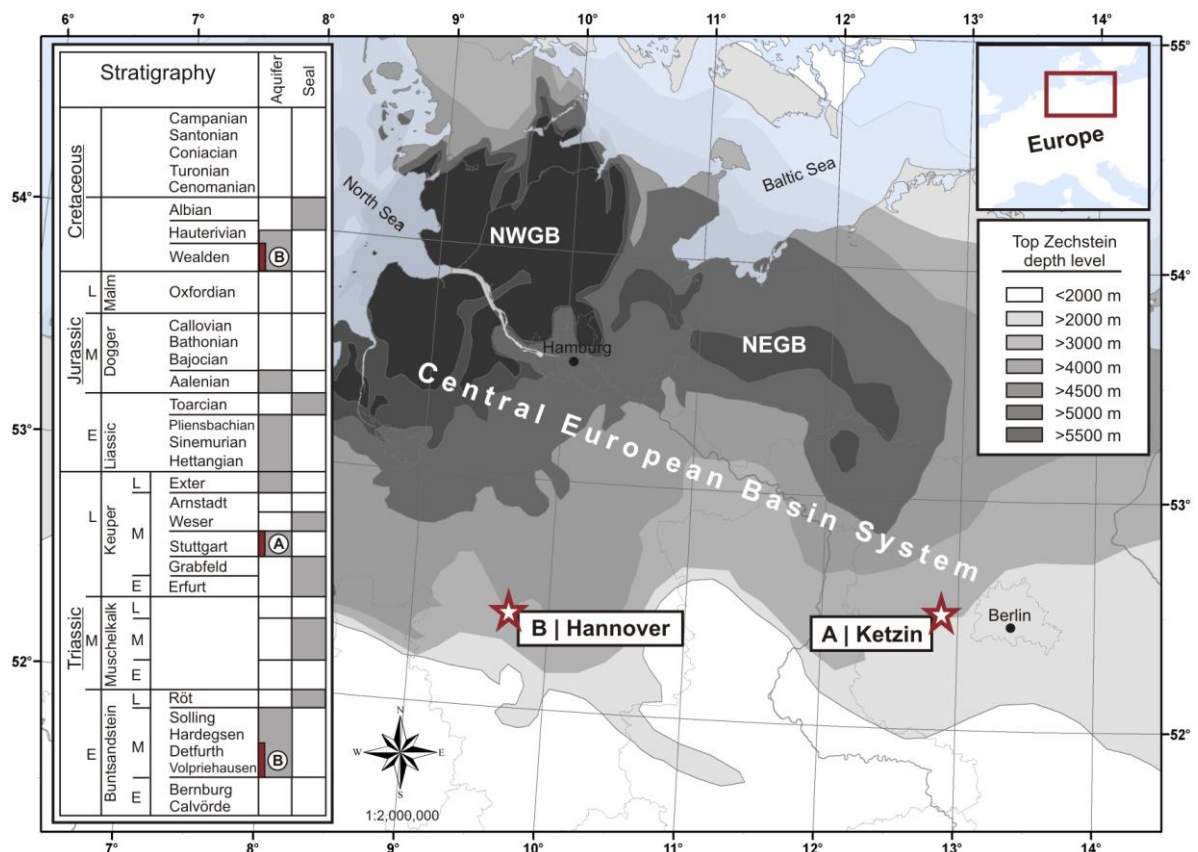 6°
7°
8°
9°
10°
11°
12°
13°
14°
Stratigraphy
Aquifer
Seal
Cretaceous
Campanian
Santonian
Coniacian
Turonian
Cenomanian
Albian
Hauterivian
Wealden
B
Jurassic
L
Malm
Oxfordian
M
Dogger
Callovian
Bathonian
Bajocian
Aalenian
E
Liassic
Toarcian
Pliensbachian
Sinemurian
Hettangian
Triassic
L
Keuper
L
Exter
M
Arnstadt
Weser
Stuttgart
A
Grabfeld
E
Erfurt
M
Muschelkalk
L
M
E
E
Buntsandstein
L
Röt
M
Solling
Hardegsen
Detfurth
Volpriehausen
B
E
Bernburg
Calvörde
55°
54°
53°
52°
54°
53°
52°
North Sea
Baltic Sea
NWGB
NEGB
Hamburg
Central European Basin System
B | Hannover
A | Ketzin
Berlin
Europe
Top Zechstein
depth level
<2000 m
>2000 m
>3000 m
>4000 m
>4500 m
>5000 m
>5500 m
N
W
E
S
1:2,000,000
7°
8°
9°
10°
11°
12°
13°
14°